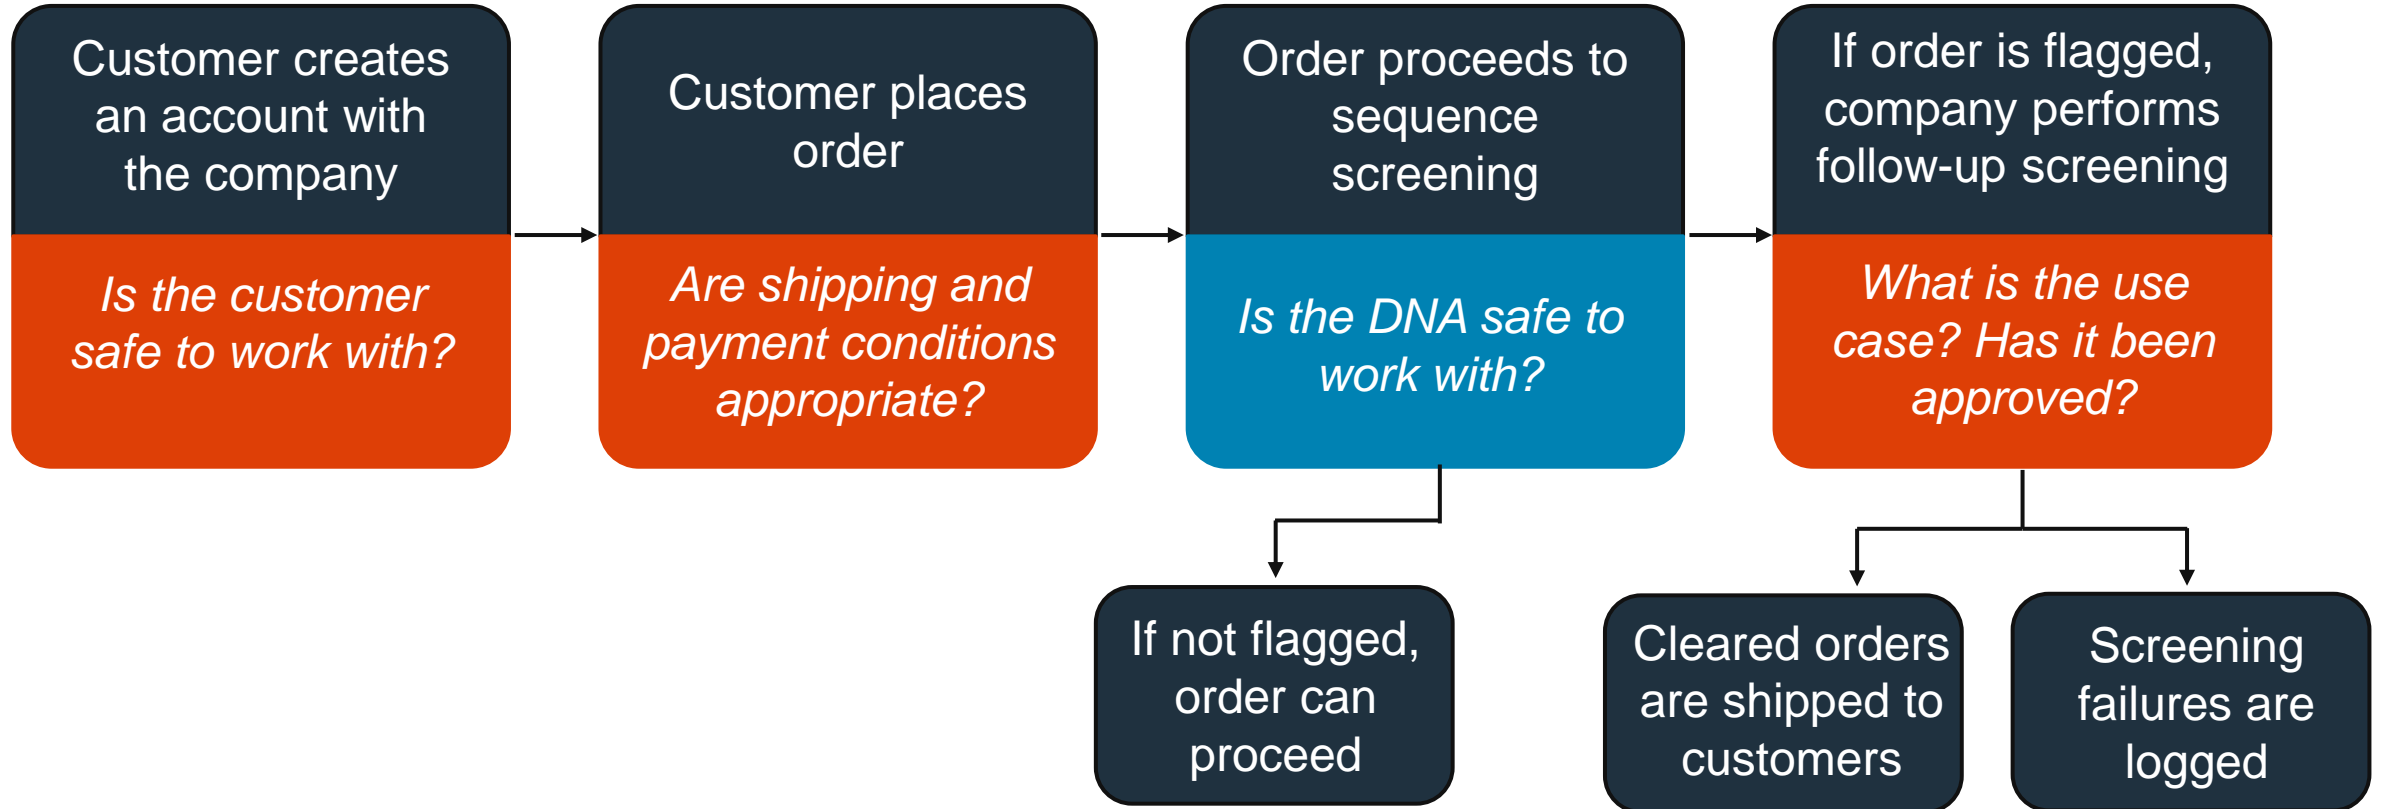 Customer creates
an account with
the company
Is the customer
safe to work with?
Customer places
order
Are shipping and
payment conditions
appropriate?
Order proceeds to
sequence
screening
Is the DNA safe to
work with?
If order is flagged,
company performs
follow-up screening
What is the use
case? Has it been
approved?
If not flagged,
order can
proceed
Cleared orders
are shipped to
customers
Screening
failures are
logged